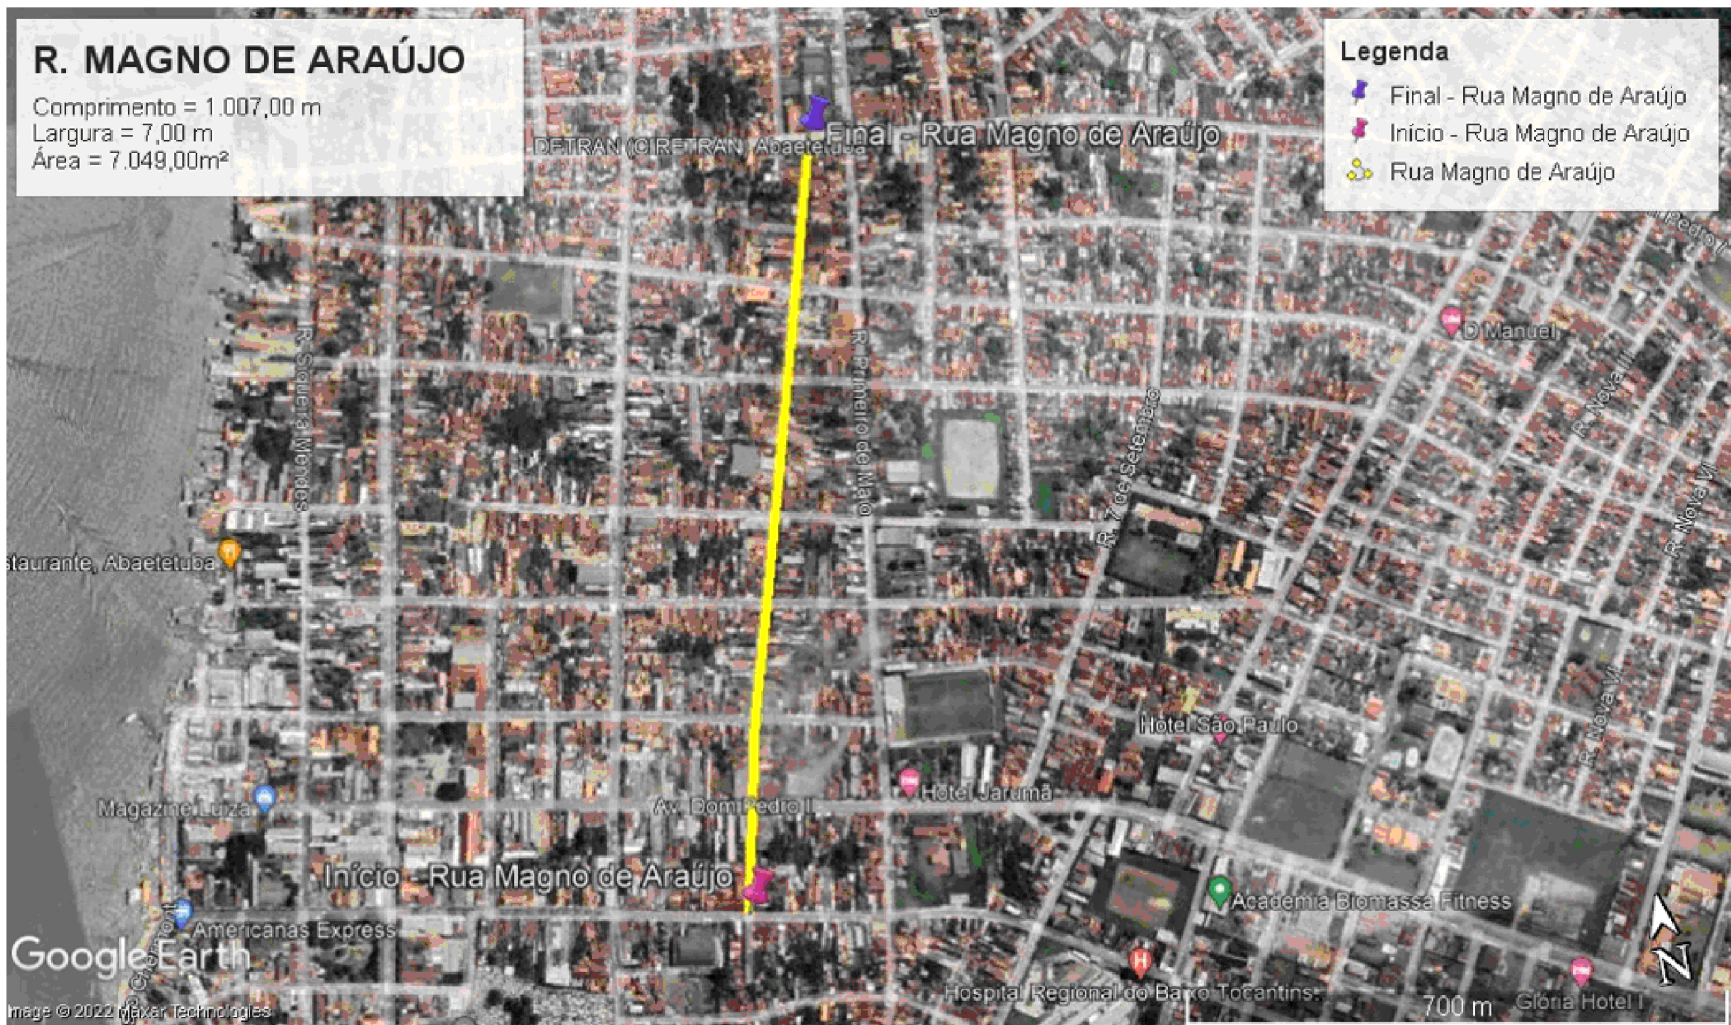 R. MAGNO DE ARAÚJO
Comprimento = 1.007,00 m
Largura = 7,00 m
Área = 7.049,00m²
Legenda
Final - Rua Magno de Araújo
Início - Rua Magno de Araújo
Rua Magno de Araújo
Final - Rua Magno de Araújo
DETRAN (CIRETRAN Abaetetuba
R. Siqueira Mendes
R. Primeiro de Maio
D Manuel
R. Nova III
R. 7 de Setembro
R. Nova VI
staurante, Abaetetuba
Hotel São Paulo
R. Nova VI
Magazine Luiza
Av. Dom Pedro I
Hotel Jarumã
Início - Rua Magno de Araújo
Academia Biomassa Fitness
Americanas Express
Google Earth
Hospital Regional do Baixo Tocantins
Image © 2022 Maxar Technologies
700 m
Gloria Hotel I
N